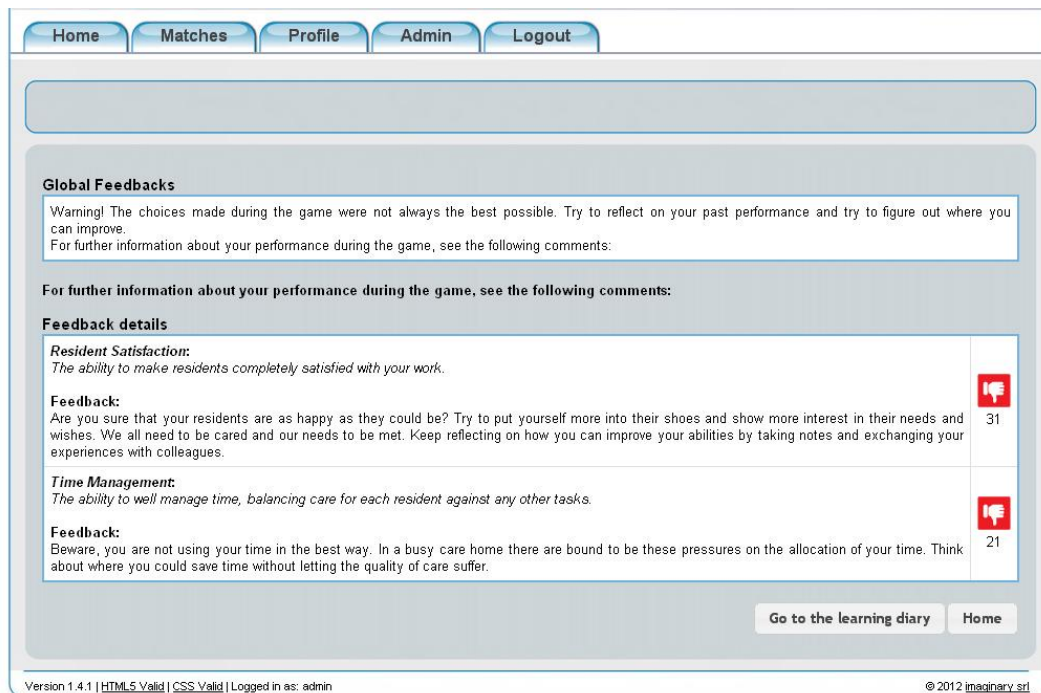 Home Matches Profile Admin Logout
Global Feedbacks
Warning! The choices made during the game were not always the best possible. Try to reflect on your past performance and try to figure out where you
can improve.
For further information about your performance during the game, see the following comments:
For further information about your performance during the game, see the following comments:
Feedback details
Resident Satisfaction:
The ability to make residents completely satisfied with your work.
Feedback:
Are you sure that your residents are as happy as they could be? Try to put yourself more into their shoes and show more interest in their needs and
wishes. We all need to be cared and our needs to be met. Keep reflecting on how you can improve your abilities by taking notes and exchanging your
experiences with colleagues.
31
Time Management:
The ability to well manage time, balancing care for each resident against any other tasks.
Feedback:
Beware, you are not using your time in the best way. In a busy care home there are bound to be these pressures on the allocation of your time. Think
about where you could save time without letting the quality of care suffer.
21
Go to the learning diary Home
Version 1.4.1 | HTML5 Valid | CSS Valid | Logged in as: admin © 2012 imaginary srl